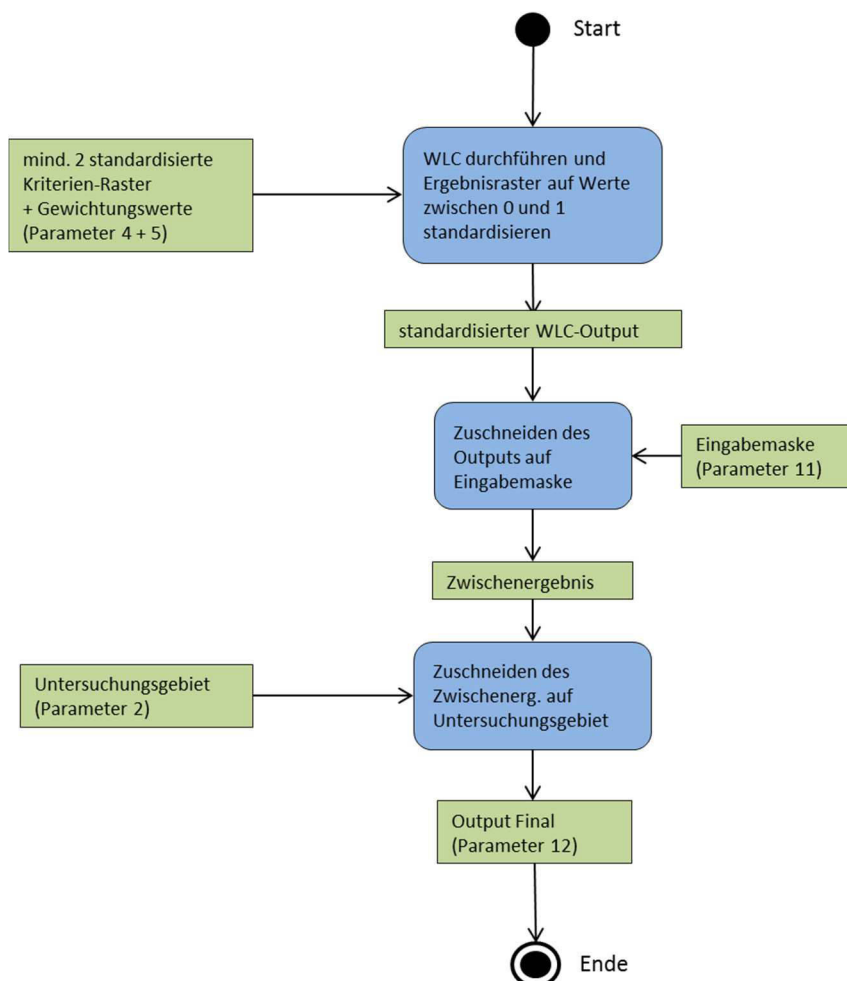 Start
mind. 2 standardisierte
Kriterien-Raster
+ Gewichtungswerte
(Parameter 4 + 5)
WLC durchführen und
Ergebnisraster auf Werte
zwischen 0 und 1
standardisieren
standardisierter WLC-Output
Zuschneiden des
Outputs auf
Eingabemaske
Eingabemaske
(Parameter 11)
Zwischenergebnis
Untersuchungsgebiet
(Parameter 2)
Zuschneiden des
Zwischenerg. auf
Untersuchungsgebiet
Output Final
(Parameter 12)
Ende